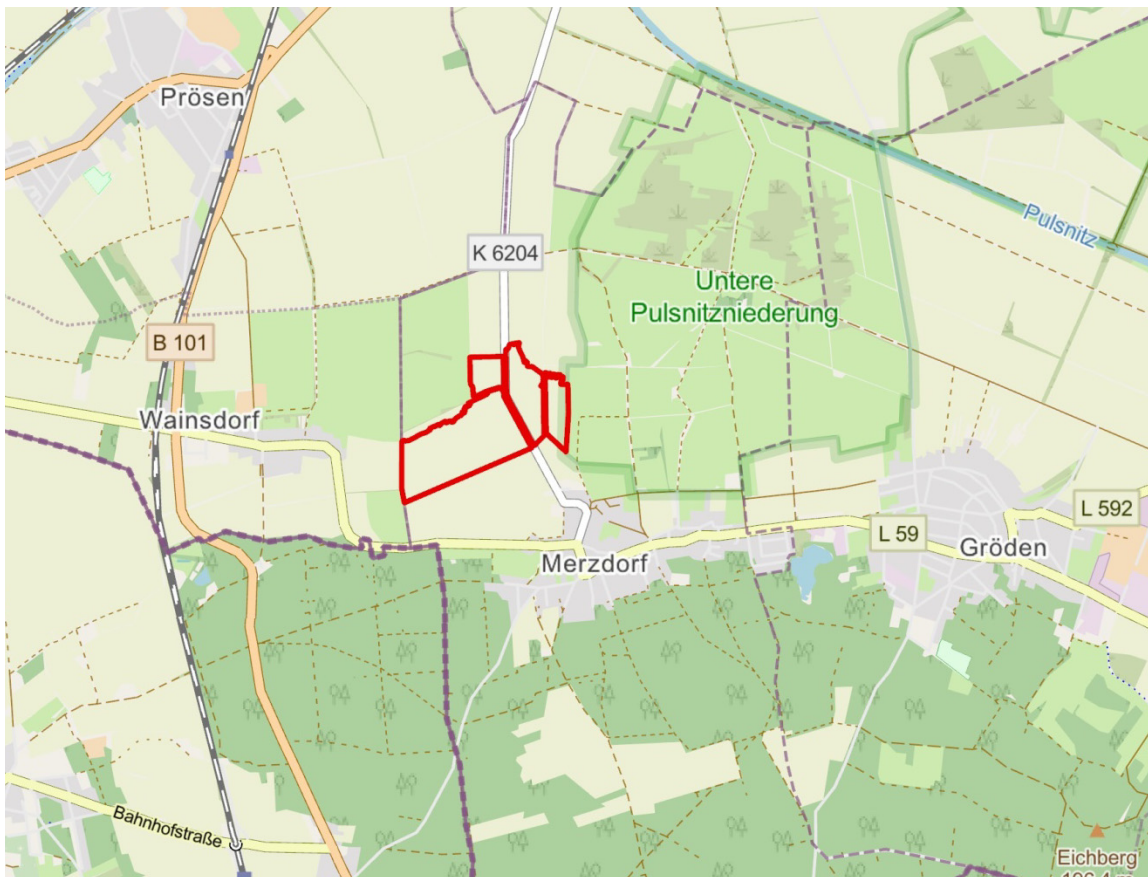 Prösen
Pulsnitz
K 6204
Untere
Pulsnitzniederung
B 101
Wainsdorf
L 592
L 59
Gröden
Merzdorf
Bahnhofstraße
Eichberg